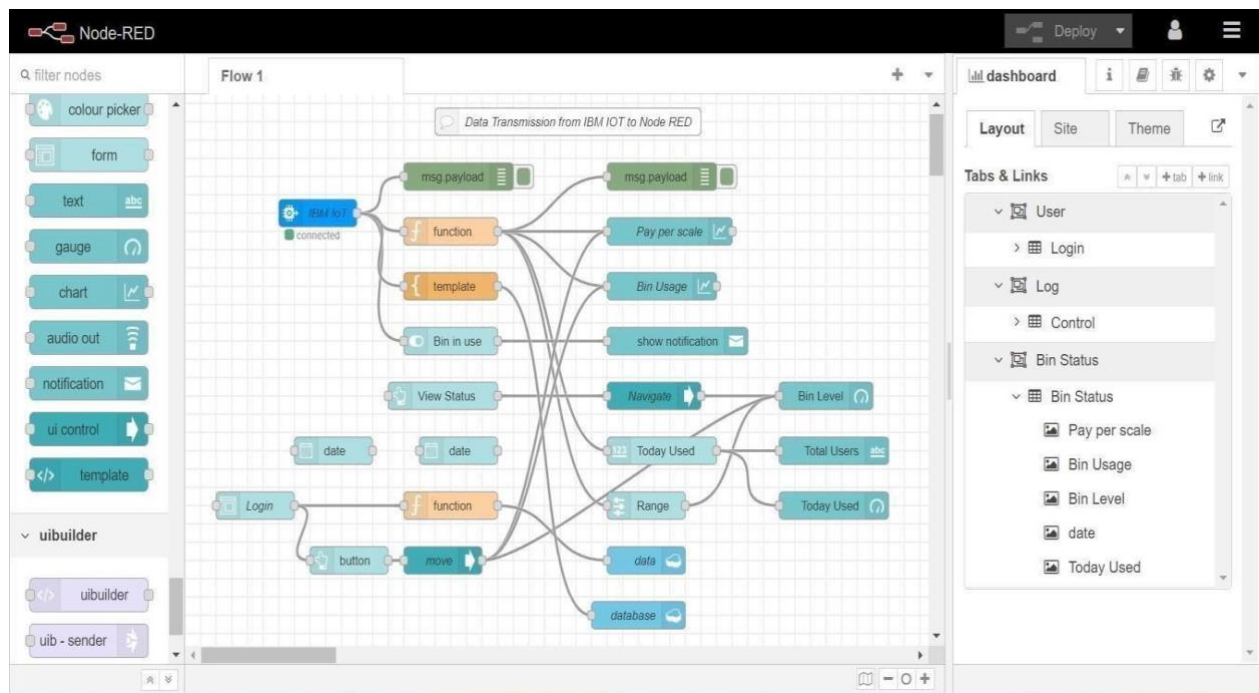 Node-RED
Deploy
filter nodes
Flow 1
dashboard
i
colour picker
form
text
abc
gauge
chart
audio out
notification
ui control
</> template
uibuilder
</> uibuilder
uib - sender
Data Transmission from IBM IOT to Node RED
msg.payload
msg.payload
IBM IoT
connected
f function
Pay per scale
{ template
Bin Usage
Bin in use
show notification
View Status
Navigate
Bin Level
date
date
123 Today Used
Total Users abc
Login
f function
Range
Today Used
button
move
data
database
Layout
Site
Theme
Tabs & Links
+ tab
+ link
User
Login
Log
Control
Bin Status
Bin Status
Pay per scale
Bin Usage
Bin Level
date
Today Used